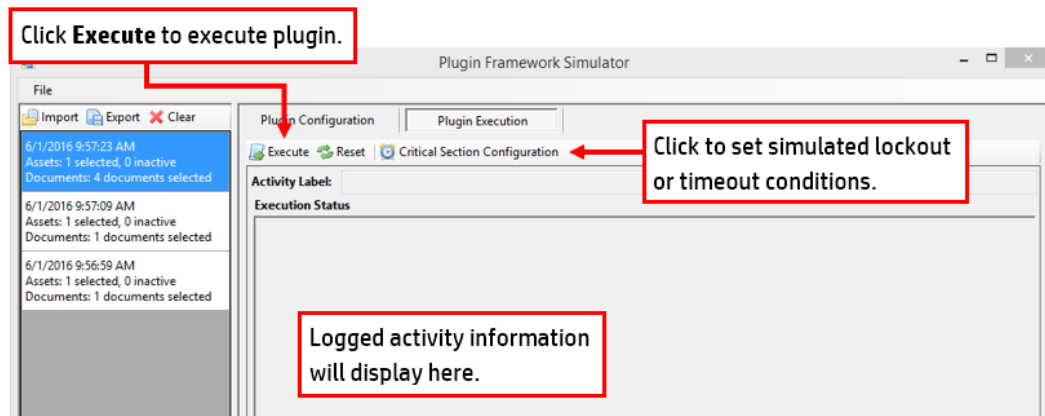 Click Execute to execute plugin.
Plugin Framework Simulator
File
Import Export Clear
Plugin Configuration Plugin Execution
6/1/2016 9:57:23 AM
Assets: 1 selected, 0 inactive
Documents: 4 documents selected
Execute Reset Critical Section Configuration
Click to set simulated lockout
or timeout conditions.
Activity Label:
Execution Status
6/1/2016 9:57:09 AM
Assets: 1 selected, 0 inactive
Documents: 1 documents selected
6/1/2016 9:56:59 AM
Assets: 1 selected, 0 inactive
Documents: 1 documents selected
Logged activity information
will display here.